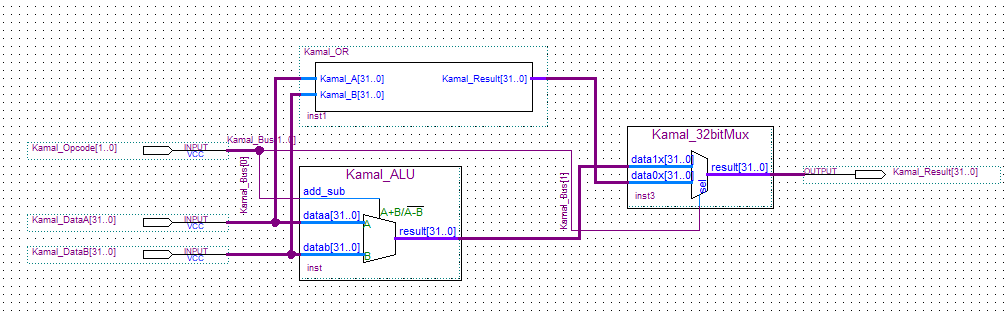 Kamal_OR
Kamal_A[31..0]
Kamal_Result[31..0]
Kamal_B[31..0]
inst1
Kamal_Opcode[1..0]
INPUT
VCC
Kamal_Bus[1..0]
Kamal_Bus[0]
Kamal_ALU
add_sub
A+B/A-B
dataa[31..0]
A
result[31..0]
datab[31..0]
B
inst
Kamal_DataA[31..0]
INPUT
VCC
Kamal_DataB[31..0]
INPUT
VCC
Kamal_Bus[1]
Kamal_32bitMux
data1x[31..0]
result[31..0]
data0x[31..0]
sel
inst3
OUTPUT
Kamal_Result[31..0]